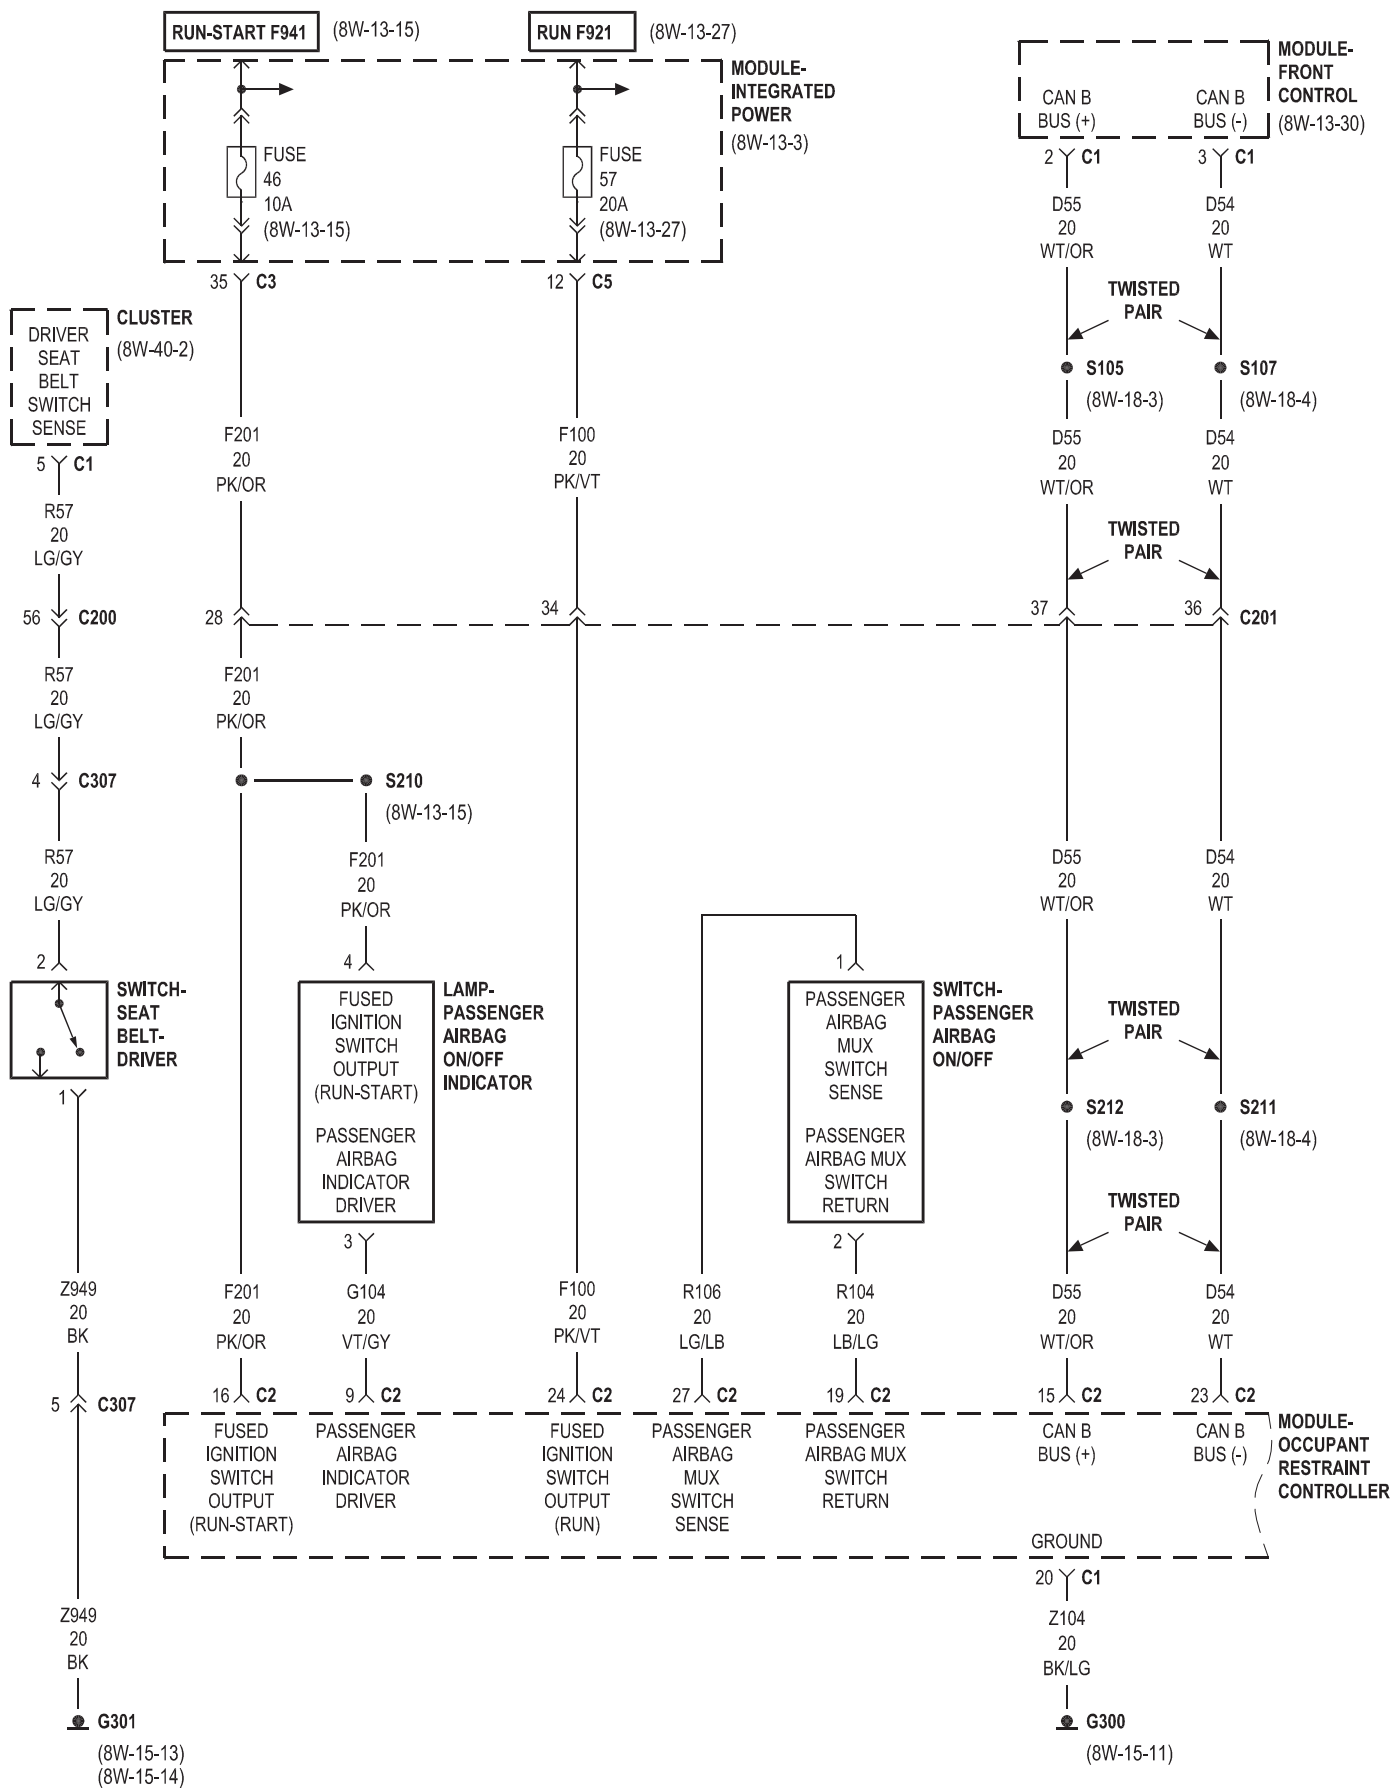 RUN-START F941
(8W-13-15)
RUN F921
(8W-13-27)
MODULE-
INTEGRATED
POWER
(8W-13-3)
FUSE
46
10A
(8W-13-15)
FUSE
57
20A
(8W-13-27)
35
C3
12
C5
CAN B
BUS (+)
CAN B
BUS (-)
MODULE-
FRONT
CONTROL
(8W-13-30)
2
C1
3
C1
D55
20
WT/OR
D54
20
WT
TWISTED
PAIR
S105
(8W-18-3)
S107
(8W-18-4)
D55
20
WT/OR
D54
20
WT
TWISTED
PAIR
DRIVER
SEAT
BELT
SWITCH
SENSE
CLUSTER
(8W-40-2)
5
C1
R57
20
LG/GY
F201
20
PK/OR
F100
20
PK/VT
56
C200
28
34
37
36
C201
R57
20
LG/GY
F201
20
PK/OR
4
C307
S210
(8W-13-15)
R57
20
LG/GY
F201
20
PK/OR
D55
20
WT/OR
D54
20
WT
2
4
1
SWITCH-
SEAT
BELT-
DRIVER
FUSED
IGNITION
SWITCH
OUTPUT
(RUN-START)
PASSENGER
AIRBAG
INDICATOR
DRIVER
LAMP-
PASSENGER
AIRBAG
ON/OFF
INDICATOR
PASSENGER
AIRBAG
MUX
SWITCH
SENSE
PASSENGER
AIRBAG MUX
SWITCH
RETURN
SWITCH-
PASSENGER
AIRBAG
ON/OFF
TWISTED
PAIR
S212
(8W-18-3)
S211
(8W-18-4)
TWISTED
PAIR
1
3
2
Z949
20
BK
F201
20
PK/OR
G104
20
VT/GY
F100
20
PK/VT
R106
20
LG/LB
R104
20
LB/LG
D55
20
WT/OR
D54
20
WT
5
C307
16
C2
9
C2
24
C2
27
C2
19
C2
15
C2
23
C2
FUSED
IGNITION
SWITCH
OUTPUT
(RUN-START)
PASSENGER
AIRBAG
INDICATOR
DRIVER
FUSED
IGNITION
SWITCH
OUTPUT
(RUN)
PASSENGER
AIRBAG
MUX
SWITCH
SENSE
PASSENGER
AIRBAG MUX
SWITCH
RETURN
CAN B
BUS (+)
CAN B
BUS (-)
MODULE-
OCCUPANT
RESTRAINT
CONTROLLER
GROUND
20
C1
Z949
20
BK
Z104
20
BK/LG
G301
(8W-15-13)
(8W-15-14)
G300
(8W-15-11)